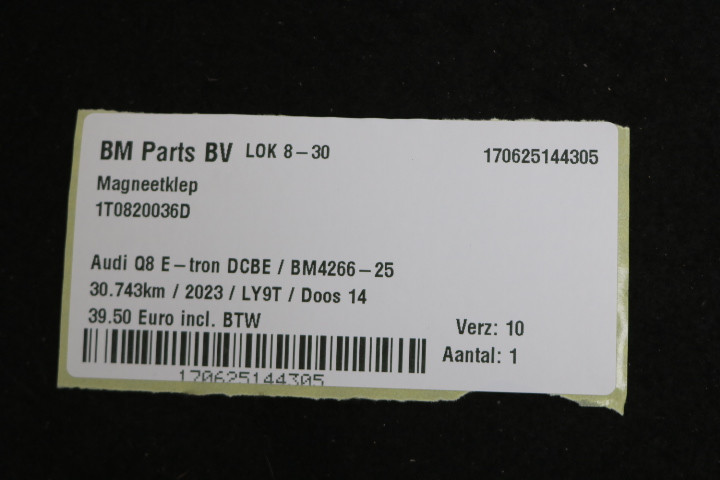 BM Parts BV LOK 8-30 170625144305
Magneetklep
1T0820036D
Audi Q8 E-tron DCBE / BM4266-25
30.743km / 2023 / LY9T / Doos 14
39.50 Euro incl. BTW
Verz: 10
Aantal: 1
170625144305